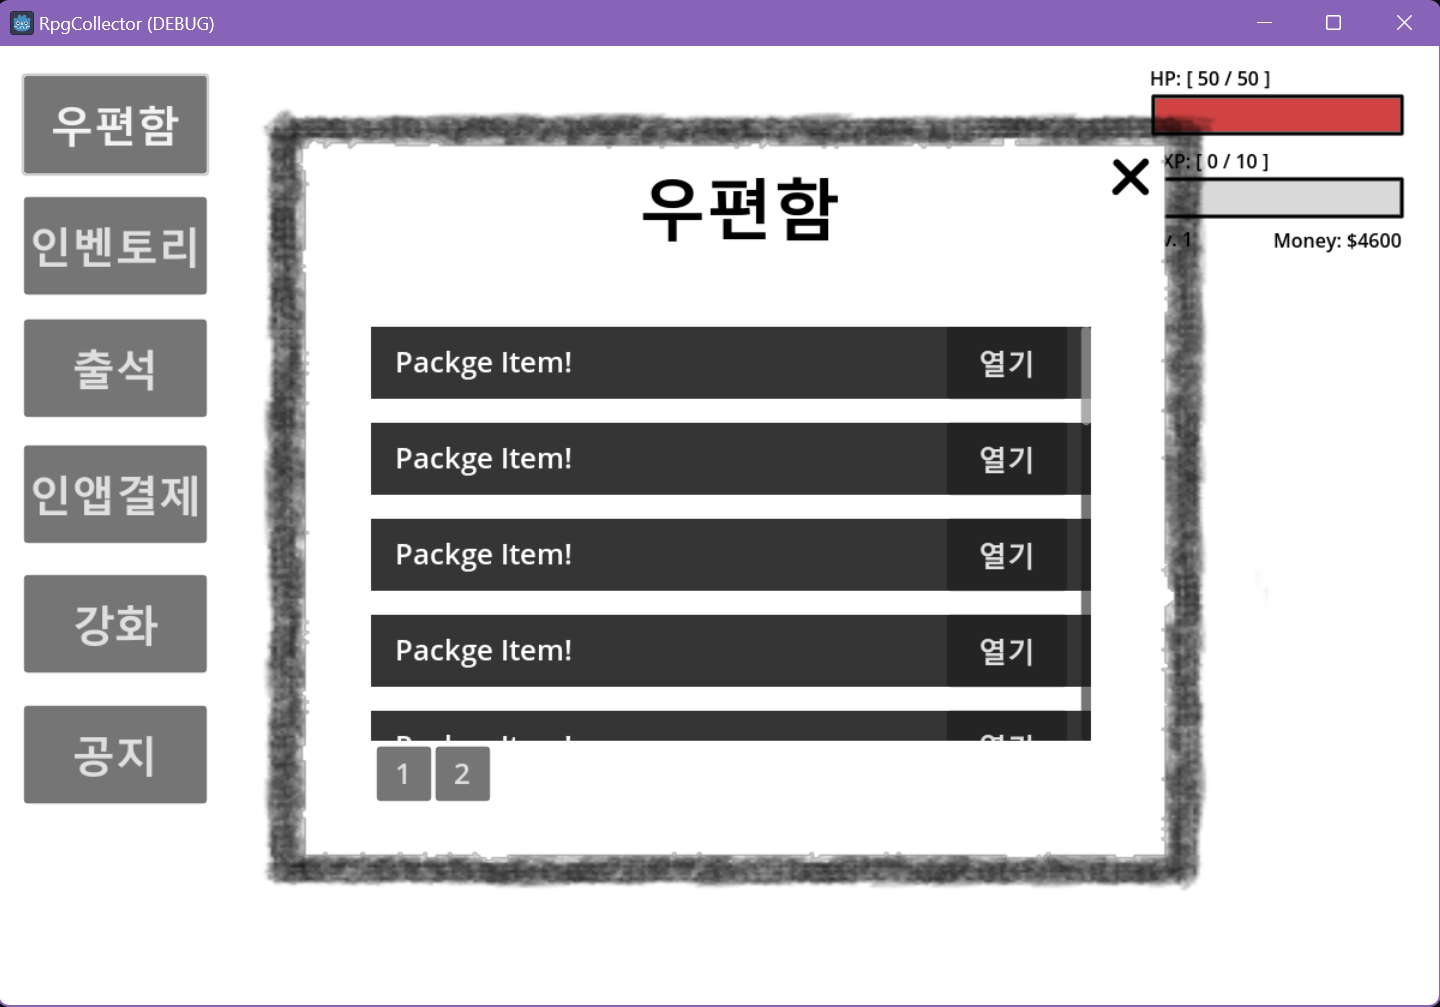 RpgCollector (DEBUG)
우편함
인벤토리
출석
인앱결제
강화
공지
HP: [ 50 / 50 ]
XP: [ 0 / 10 ]
1
Money: $4600
우편함
Packge Item! 열기
Packge Item! 열기
Packge Item! 열기
Packge Item! 열기
1 2